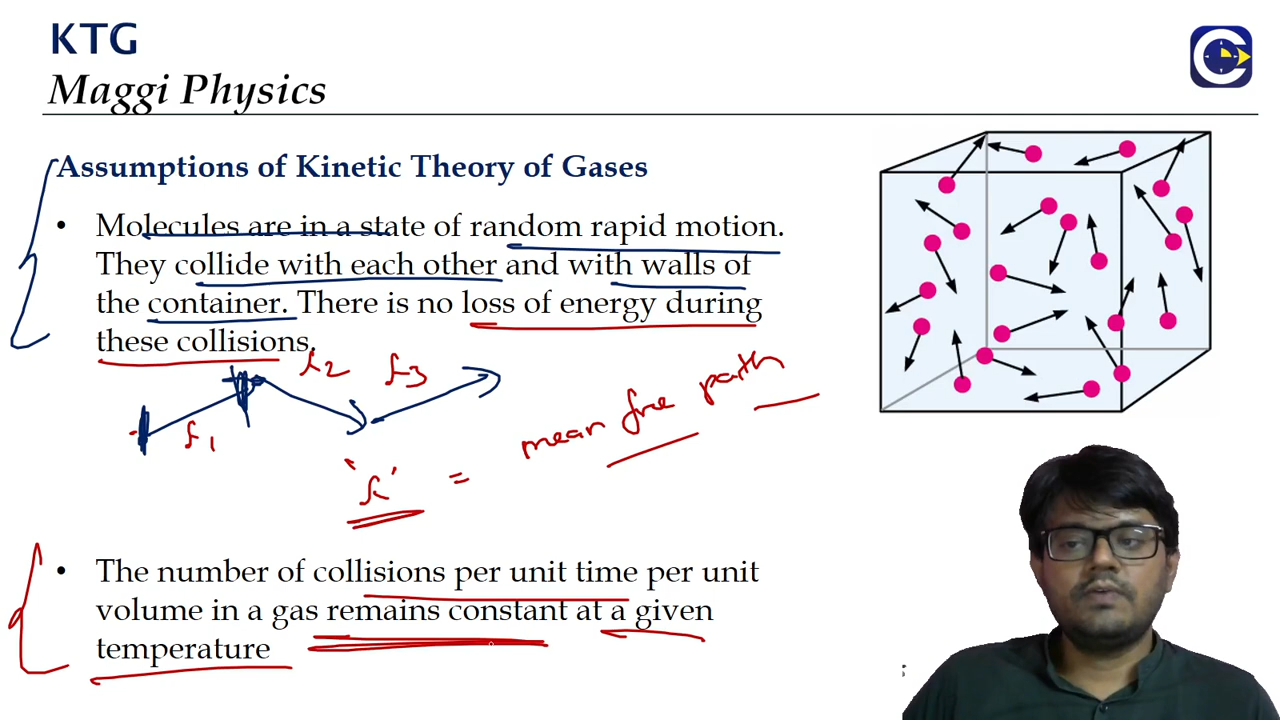 KTG
Maggi Physics
Assumptions of Kinetic Theory of Gases
• Molecules are in a state of random rapid motion.
They collide with each other and with walls of
the container. There is no loss of energy during
these collisions.
mean free path
=
• The number of collisions per unit time per unit
volume in a gas remains constant at a given
temperature